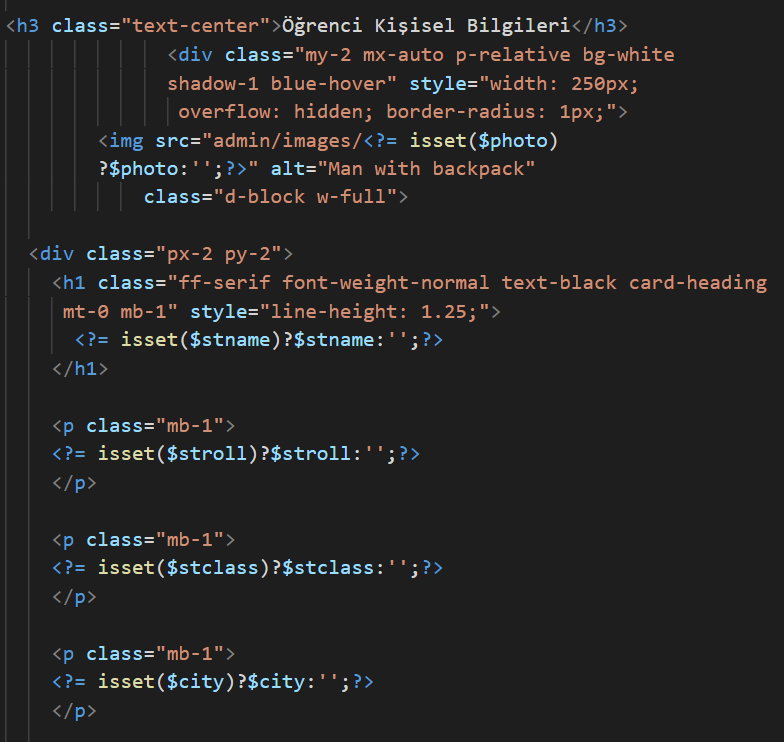 <h3 class="text-center">Öğrenci Kişisel Bilgileri</h3>
<div class="my-2 mx-auto p-relative bg-white
shadow-1 blue-hover" style="width: 250px;
overflow: hidden; border-radius: 1px;">
<img src="admin/images/<?= isset($photo)
?$photo:'';?>" alt="Man with backpack"
class="d-block w-full">
<div class="px-2 py-2">
<h1 class="ff-serif font-weight-normal text-black card-heading
mt-0 mb-1" style="line-height: 1.25;">
<?= isset($stname)?$stname:'';?>
</h1>
<p class="mb-1">
<?= isset($stroll)?$stroll:'';?>
</p>
<p class="mb-1">
<?= isset($stclass)?$stclass:'';?>
</p>
<p class="mb-1">
<?= isset($city)?$city:'';?>
</p>